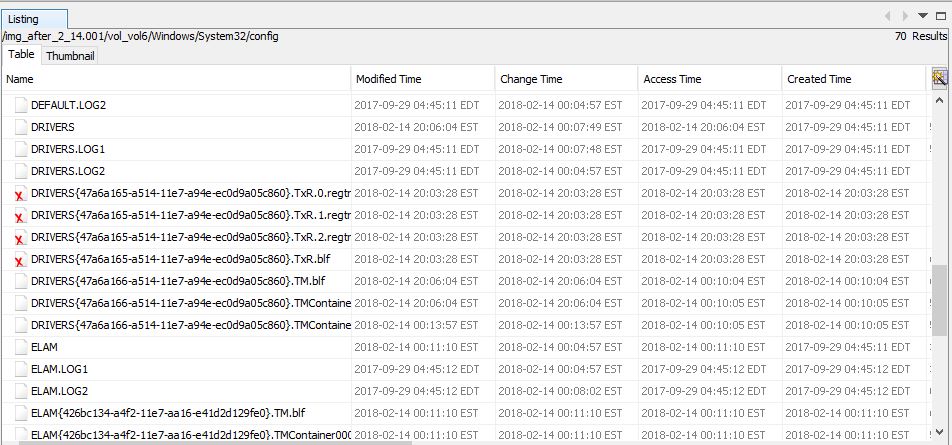 Listing
/img_after_2_14.001/vol_vol6/Windows/System32/config 70 Results
Table Thumbnail
Name Modified Time Change Time Access Time Created Time
DEFAULT.LOG2 2017-09-29 04:45:11 EDT 2018-02-14 00:04:57 EST 2017-09-29 04:45:11 EDT 2017-09-29 04:45:11 EDT
DRIVERS 2018-02-14 20:06:04 EST 2018-02-14 00:07:49 EST 2018-02-14 20:06:04 EST 2017-09-29 04:45:11 EDT
DRIVERS.LOG1 2017-09-29 04:45:11 EDT 2018-02-14 00:07:48 EST 2017-09-29 04:45:11 EDT 2017-09-29 04:45:11 EDT
DRIVERS.LOG2 2017-09-29 04:45:11 EDT 2018-02-14 00:04:57 EST 2017-09-29 04:45:11 EDT 2017-09-29 04:45:11 EDT
DRIVERS{47a6a165-a514-11e7-a94e-ec0d9a05c860}.TxR.0.regtr 2018-02-14 20:03:28 EST 2018-02-14 20:03:28 EST 2018-02-14 20:03:28 EST 2018-02-14 20:03:28 EST
DRIVERS{47a6a165-a514-11e7-a94e-ec0d9a05c860}.TxR.1.regtr 2018-02-14 20:03:28 EST 2018-02-14 20:03:28 EST 2018-02-14 20:03:28 EST 2018-02-14 20:03:28 EST
DRIVERS{47a6a165-a514-11e7-a94e-ec0d9a05c860}.TxR.2.regtr 2018-02-14 20:03:28 EST 2018-02-14 20:03:28 EST 2018-02-14 20:03:28 EST 2018-02-14 20:03:28 EST
DRIVERS{47a6a165-a514-11e7-a94e-ec0d9a05c860}.TxR.blf 2018-02-14 20:03:28 EST 2018-02-14 20:03:28 EST 2018-02-14 20:03:28 EST 2018-02-14 20:03:28 EST
DRIVERS{47a6a166-a514-11e7-a94e-ec0d9a05c860}.TM.blf 2018-02-14 20:06:04 EST 2018-02-14 20:06:04 EST 2018-02-14 00:10:04 EST 2018-02-14 00:10:04 EST
DRIVERS{47a6a166-a514-11e7-a94e-ec0d9a05c860}.TMContaine 2018-02-14 20:06:04 EST 2018-02-14 20:06:04 EST 2018-02-14 00:10:05 EST 2018-02-14 00:10:05 EST
DRIVERS{47a6a166-a514-11e7-a94e-ec0d9a05c860}.TMContaine 2018-02-14 00:13:57 EST 2018-02-14 00:13:57 EST 2018-02-14 00:10:05 EST 2018-02-14 00:10:05 EST
ELAM 2018-02-14 00:11:10 EST 2018-02-14 00:04:57 EST 2018-02-14 00:11:10 EST 2017-09-29 04:45:11 EDT
ELAM.LOG1 2017-09-29 04:45:12 EDT 2018-02-14 00:04:57 EST 2017-09-29 04:45:12 EDT 2017-09-29 04:45:12 EDT
ELAM.LOG2 2017-09-29 04:45:12 EDT 2018-02-14 00:08:02 EST 2017-09-29 04:45:12 EDT 2017-09-29 04:45:12 EDT
ELAM{426bc134-a4f2-11e7-aa16-e41d2d129fe0}.TM.blf 2018-02-14 00:11:10 EST 2018-02-14 00:11:10 EST 2018-02-14 00:11:10 EST 2018-02-14 00:11:10 EST
ELAM{426bc134-a4f2-11e7-aa16-e41d2d129fe0}.TMContainer000 2018-02-14 00:11:10 EST 2018-02-14 00:11:10 EST 2018-02-14 00:11:10 EST 2018-02-14 00:11:10 EST